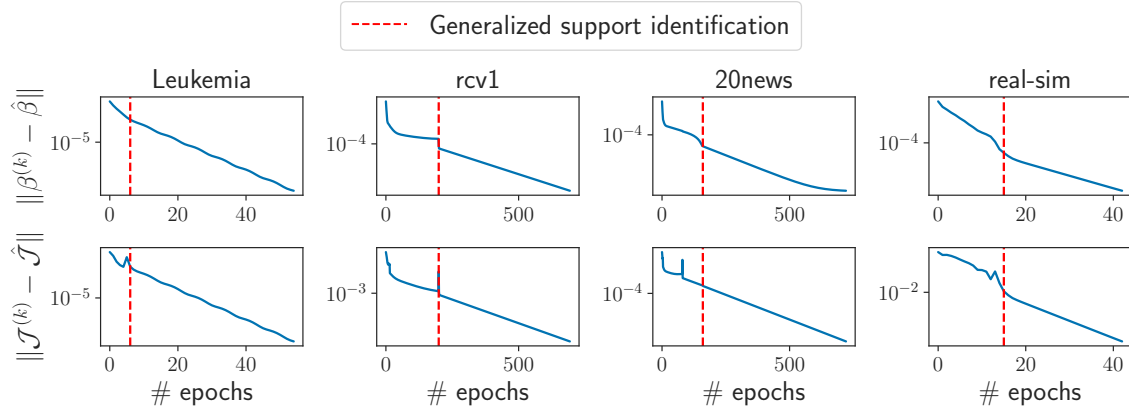 Generalized support identification
Leukemia rcv1 20news real-sim
‖β^(k) − β̂‖
10^−5 10^−4 10^−4 10^−4
0 20 40 0 500 0 500 0 20 40
‖𝒥^(k) − 𝒥̂‖
10^−5 10^−3 10^−4 10^−2
0 20 40 0 500 0 500 0 20 40
# epochs # epochs # epochs # epochs